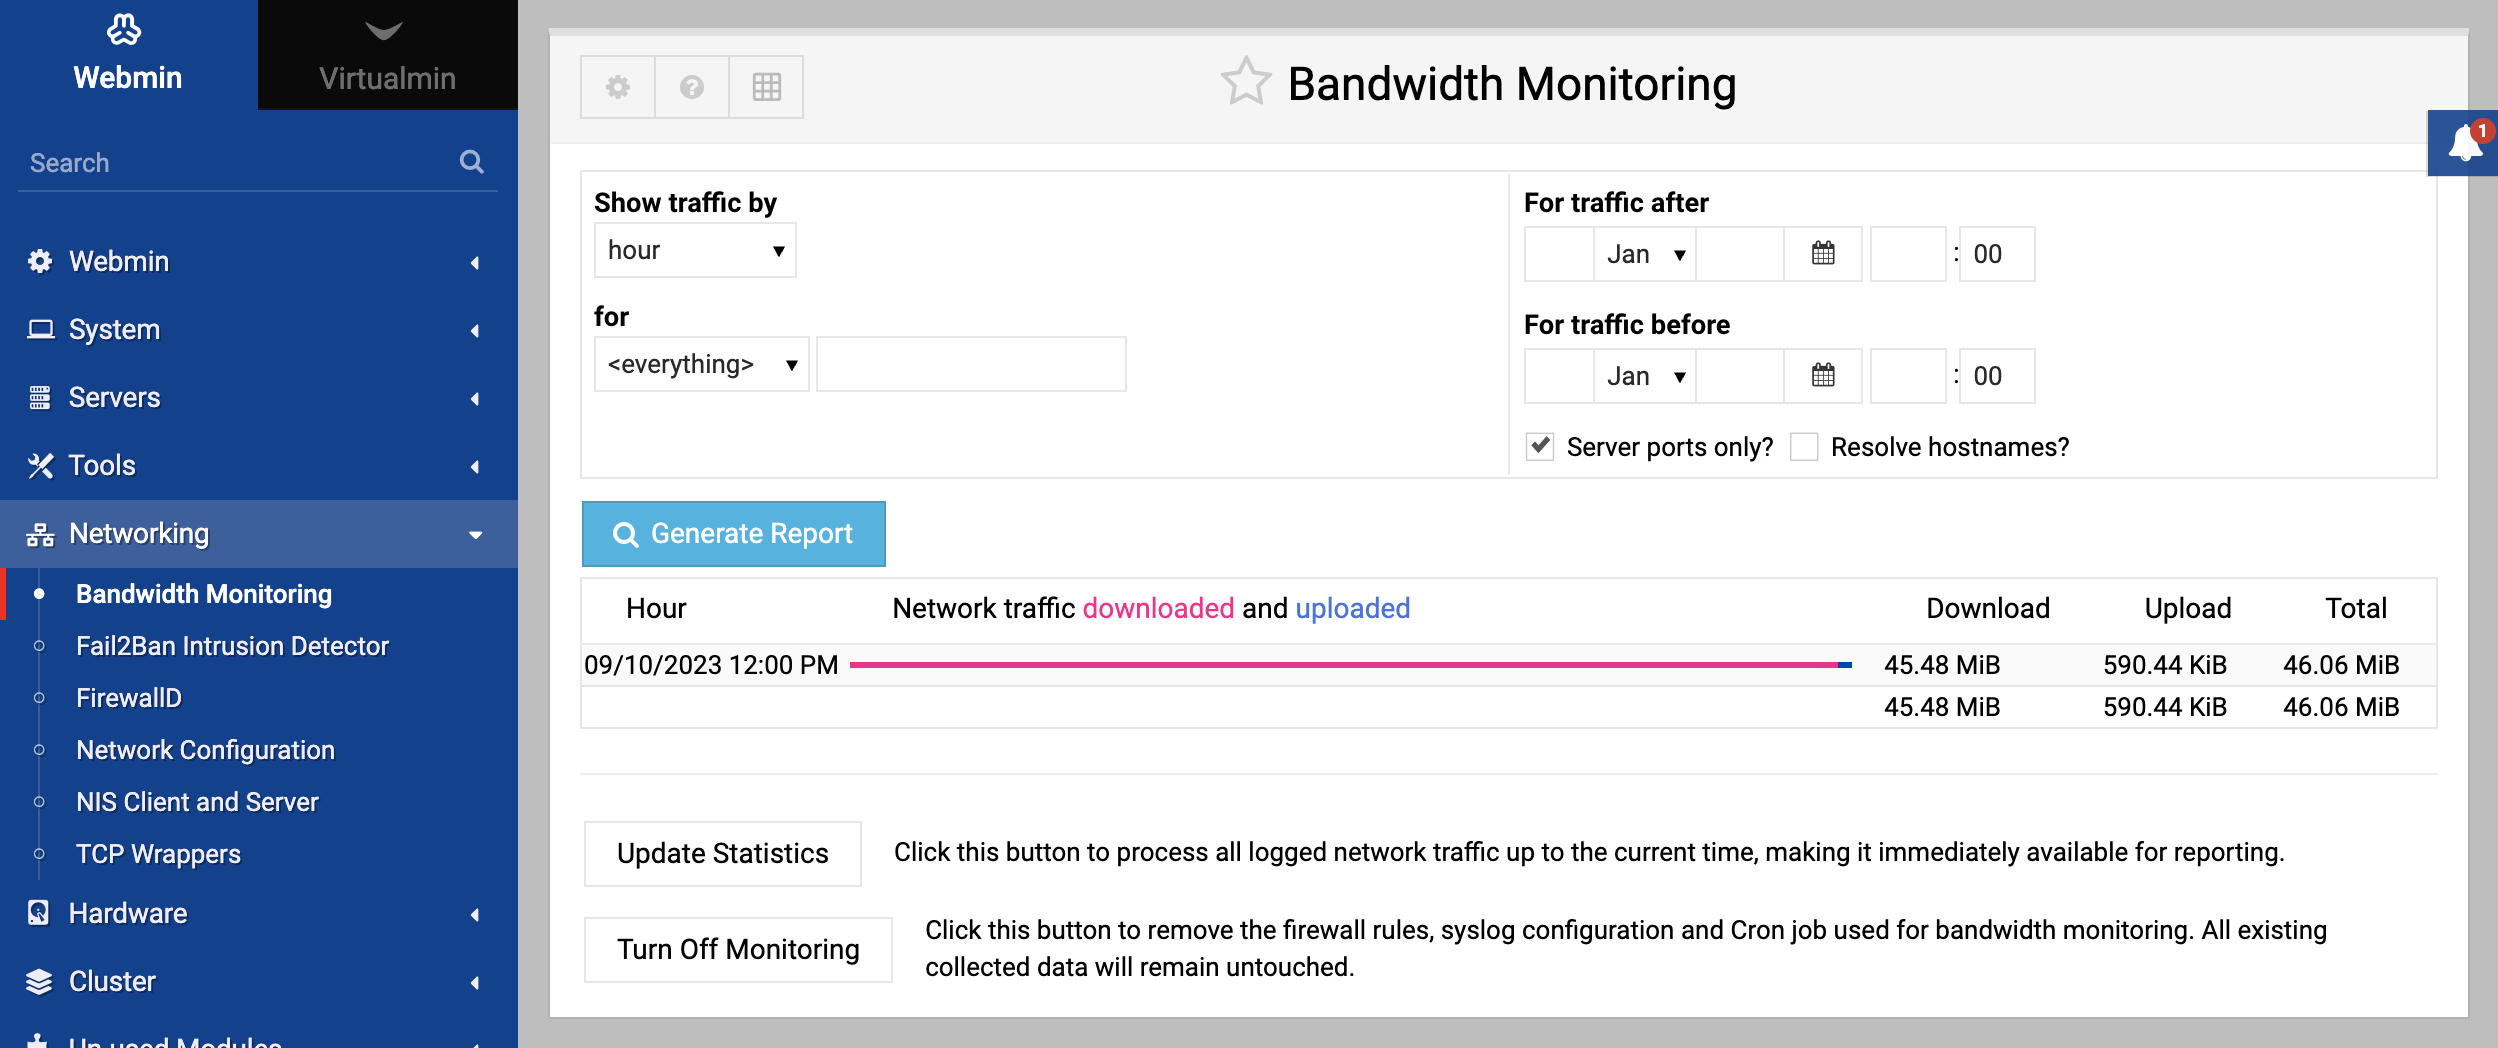 Webmin
Virtualmin
Search
Webmin
System
Servers
Tools
Networking
Bandwidth Monitoring
Fail2Ban Intrusion Detector
FirewallD
Network Configuration
NIS Client and Server
TCP Wrappers
Hardware
Cluster
Un-used Modules
Bandwidth Monitoring
1
Show traffic by
hour
for
<everything>
For traffic after
Jan : 00
For traffic before
Jan : 00
Server ports only? Resolve hostnames?
Generate Report
Hour Network traffic downloaded and uploaded Download Upload Total
09/10/2023 12:00 PM 45.48 MiB 590.44 KiB 46.06 MiB
45.48 MiB 590.44 KiB 46.06 MiB
Update Statistics Click this button to process all logged network traffic up to the current time, making it immediately available for reporting.
Turn Off Monitoring Click this button to remove the firewall rules, syslog configuration and Cron job used for bandwidth monitoring. All existing
collected data will remain untouched.